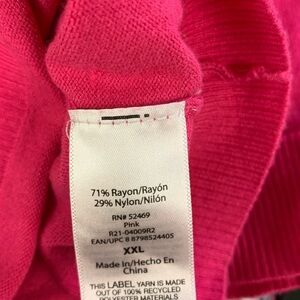 71% Rayon/Rayón
29% Nylon/Nilón
RN# 52469
Pink
R21-04009R2
EAN/UPC 8 8798524405
XXL
Made in/Hecho En
China
THIS LABEL YARN IS MADE
OUT OF 100% RECYCLED
POLYESTER MATERIALS